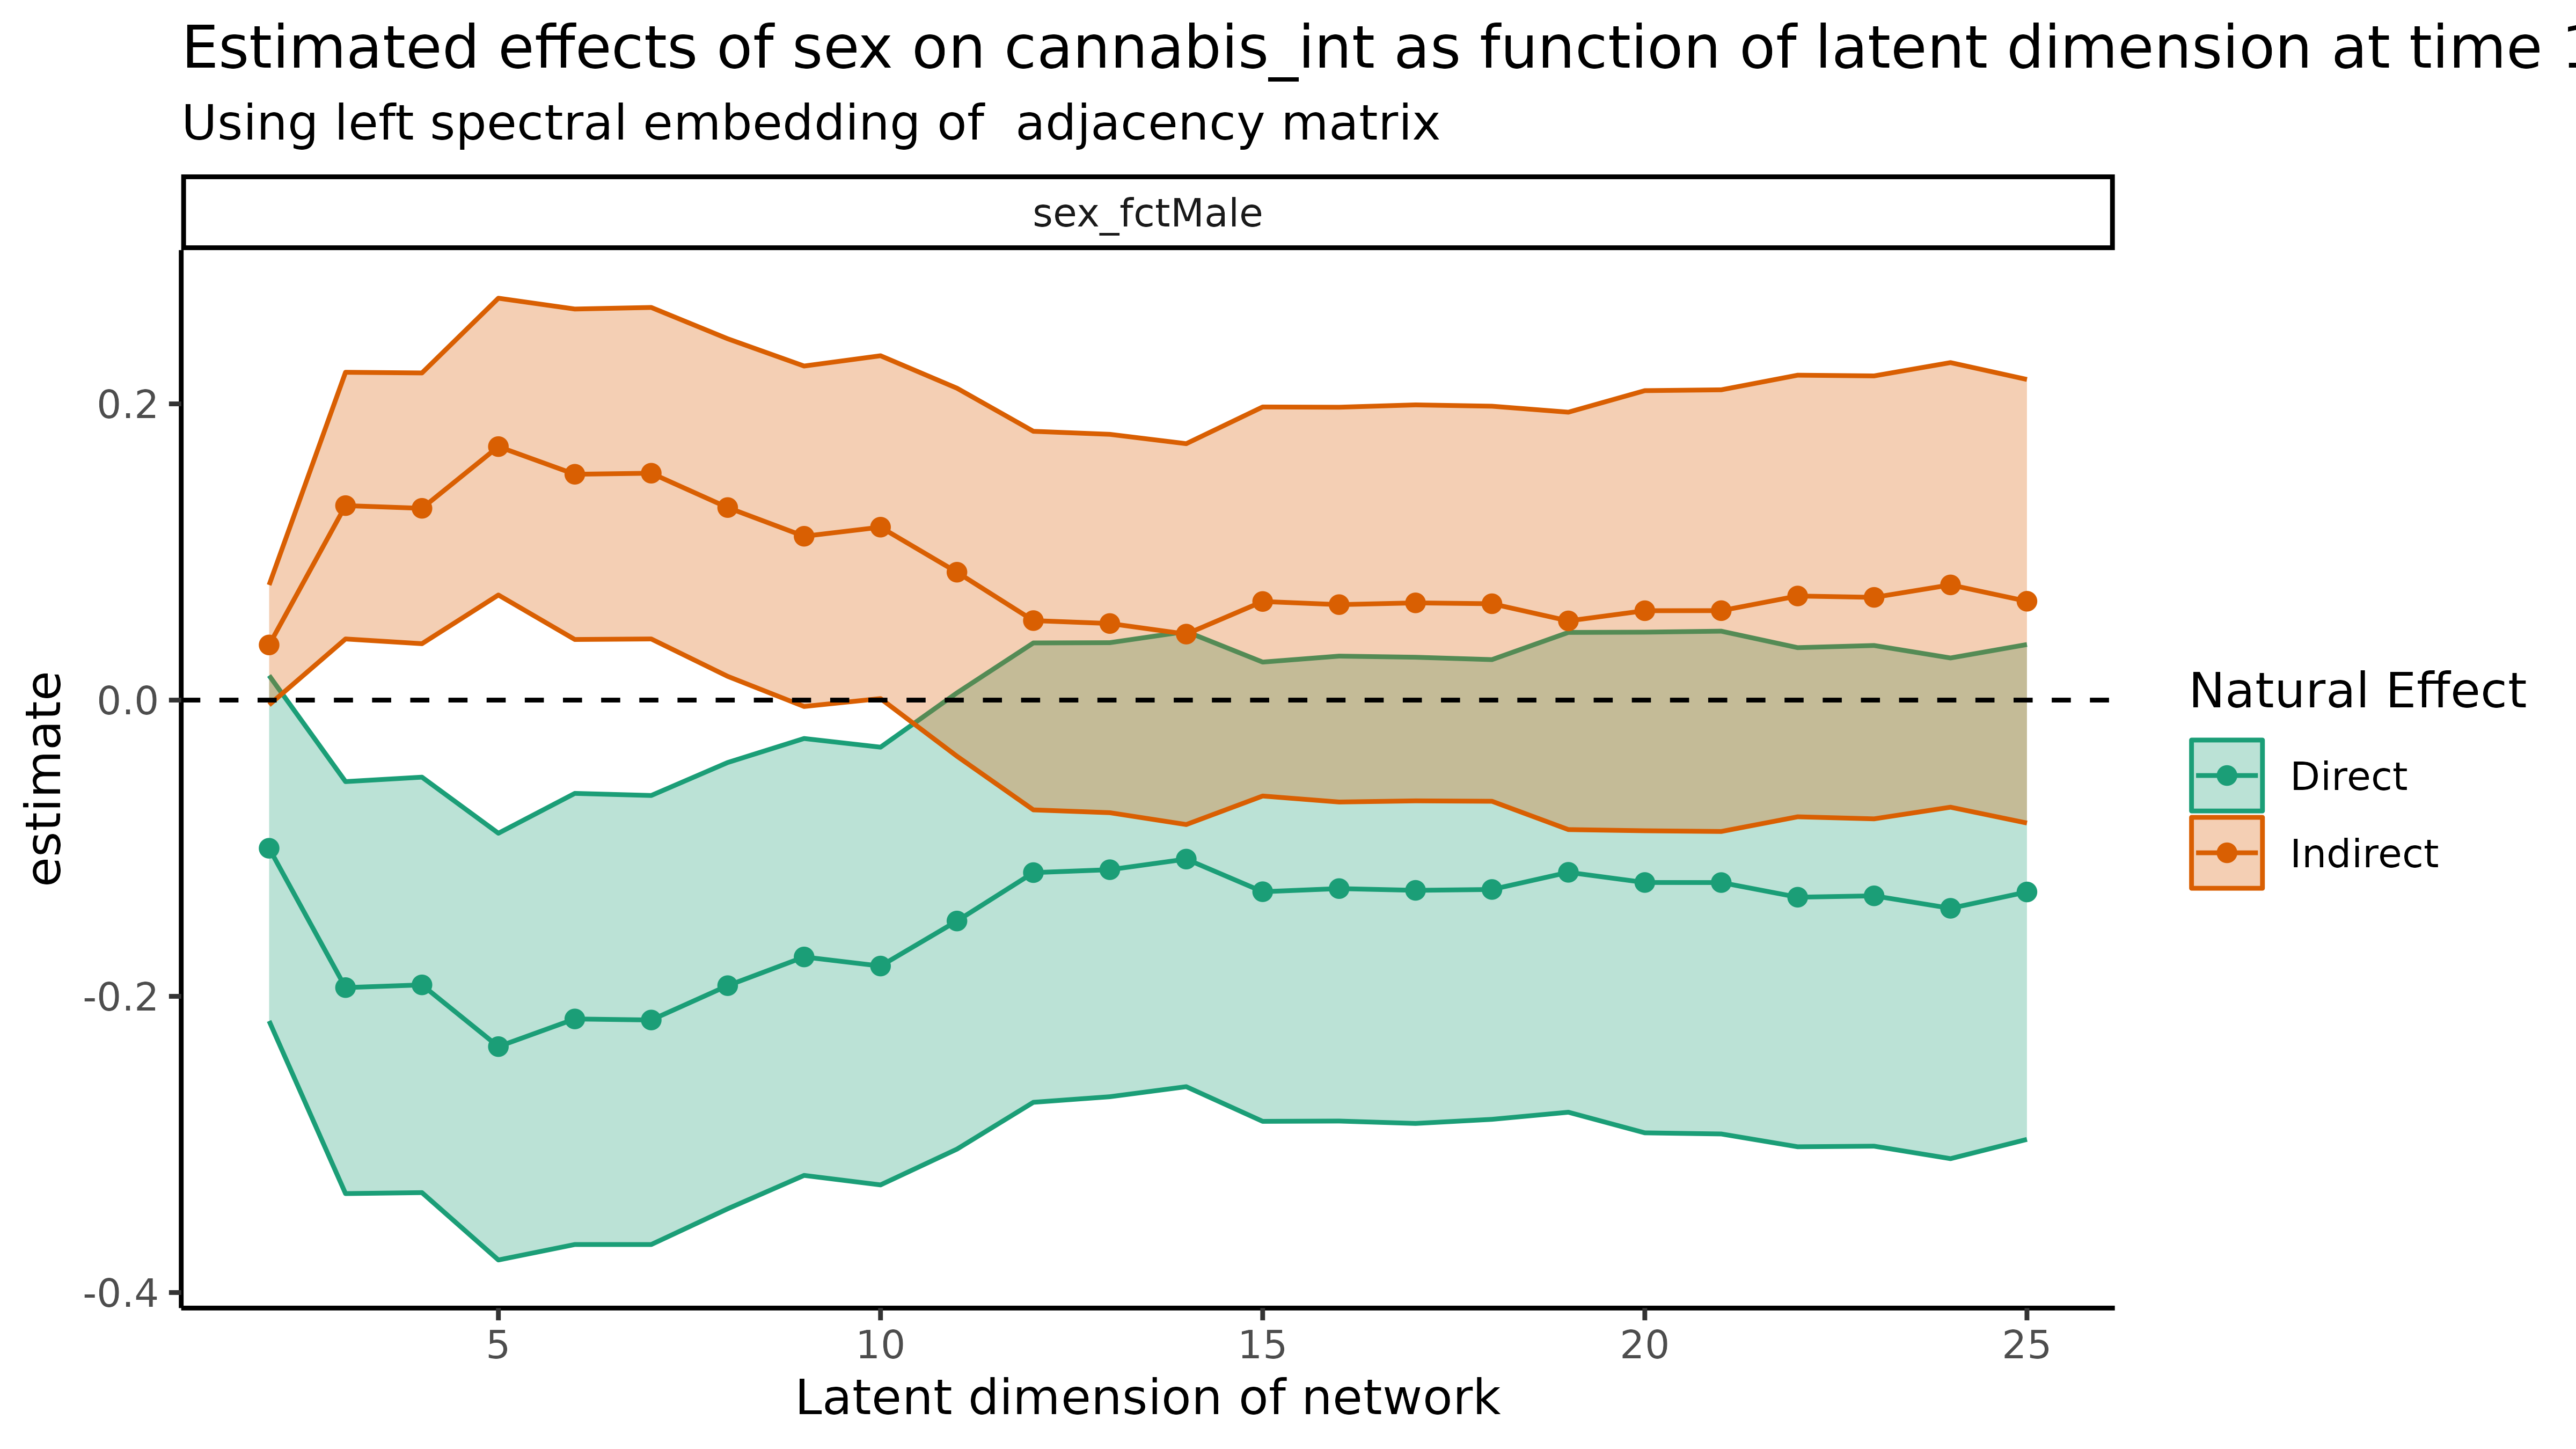 Estimated effects of sex on cannabis_int as function of latent dimension at time
Using left spectral embedding of  adjacency matrix
sex_fctMale
0.2
0.0
-0.2
-0.4
estimate
5 10 15 20 25
Latent dimension of network
Natural Effect
Direct
Indirect